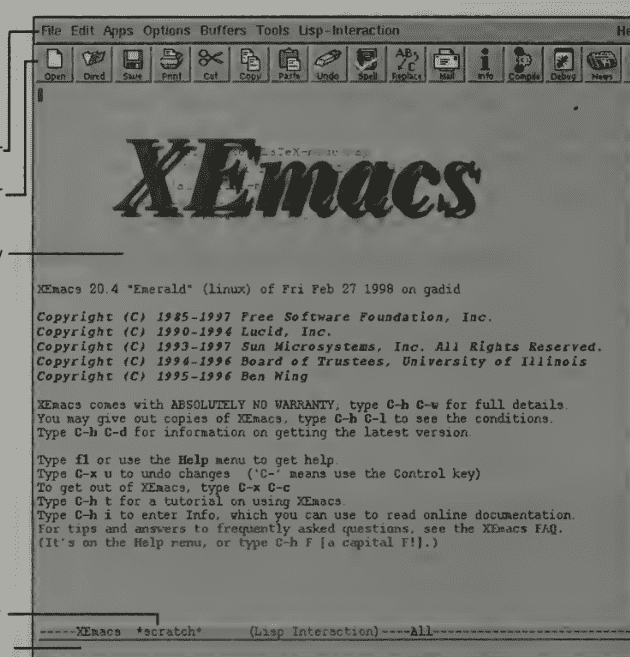 File Edit Apps Options Buffers Tools Lisp-Interaction He
Open Dired Save Print Cut Copy Paste Undo Spell Replace Mail Info Compile Debug News
XEmacs
XEmacs 20.4 "Emerald" (linux) of Fri Feb 27 1998 on gadid
Copyright (C) 1985-1997 Free Software Foundation, Inc.
Copyright (C) 1990-1994 Lucid, Inc.
Copyright (C) 1993-1997 Sun Microsystems, Inc. All Rights Reserved.
Copyright (C) 1994-1996 Board of Trustees, University of Illinois
Copyright (C) 1995-1996 Ben Wing
XEmacs comes with ABSOLUTELY NO WARRANTY; type C-h C-w for full details.
You may give out copies of XEmacs, type C-h C-l to see the conditions.
Type C-h C-d for information on getting the latest version.
Type f1 or use the Help menu to get help.
Type C-x u to undo changes ('C-' means use the Control key)
To get out of XEmacs, type C-x C-c
Type C-h t for a tutorial on using XEmacs.
Type C-h i to enter Info, which you can use to read online documentation.
For tips and answers to frequently asked questions, see the XEmacs FAQ.
(It's on the Help menu, or type C-h F [a capital F!].)
-----XEmacs *scratch* (Lisp Interaction)----All--------------------------